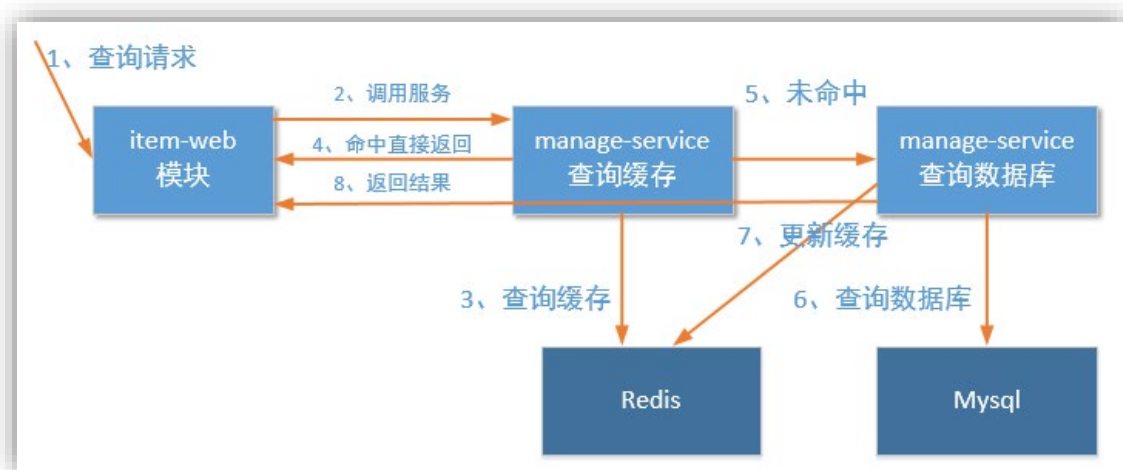 1、查询请求
2、调用服务
5、未命中
item-web
模块
4、命中直接返回
manage-service
查询缓存
manage-service
查询数据库
8、返回结果
7、更新缓存
3、查询缓存
6、查询数据库
Redis
Mysql